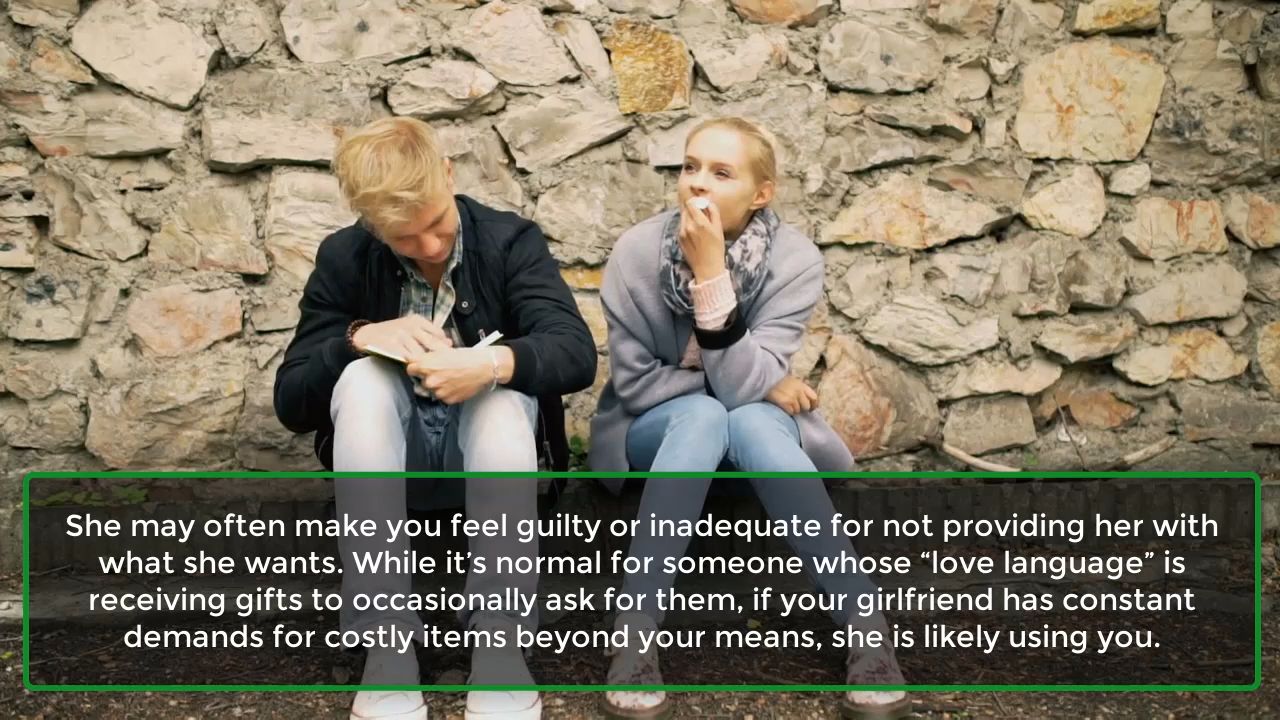 She may often make you feel guilty or inadequate for not providing her with
what she wants. While it’s normal for someone whose “love language” is
receiving gifts to occasionally ask for them, if your girlfriend has constant
demands for costly items beyond your means, she is likely using you.